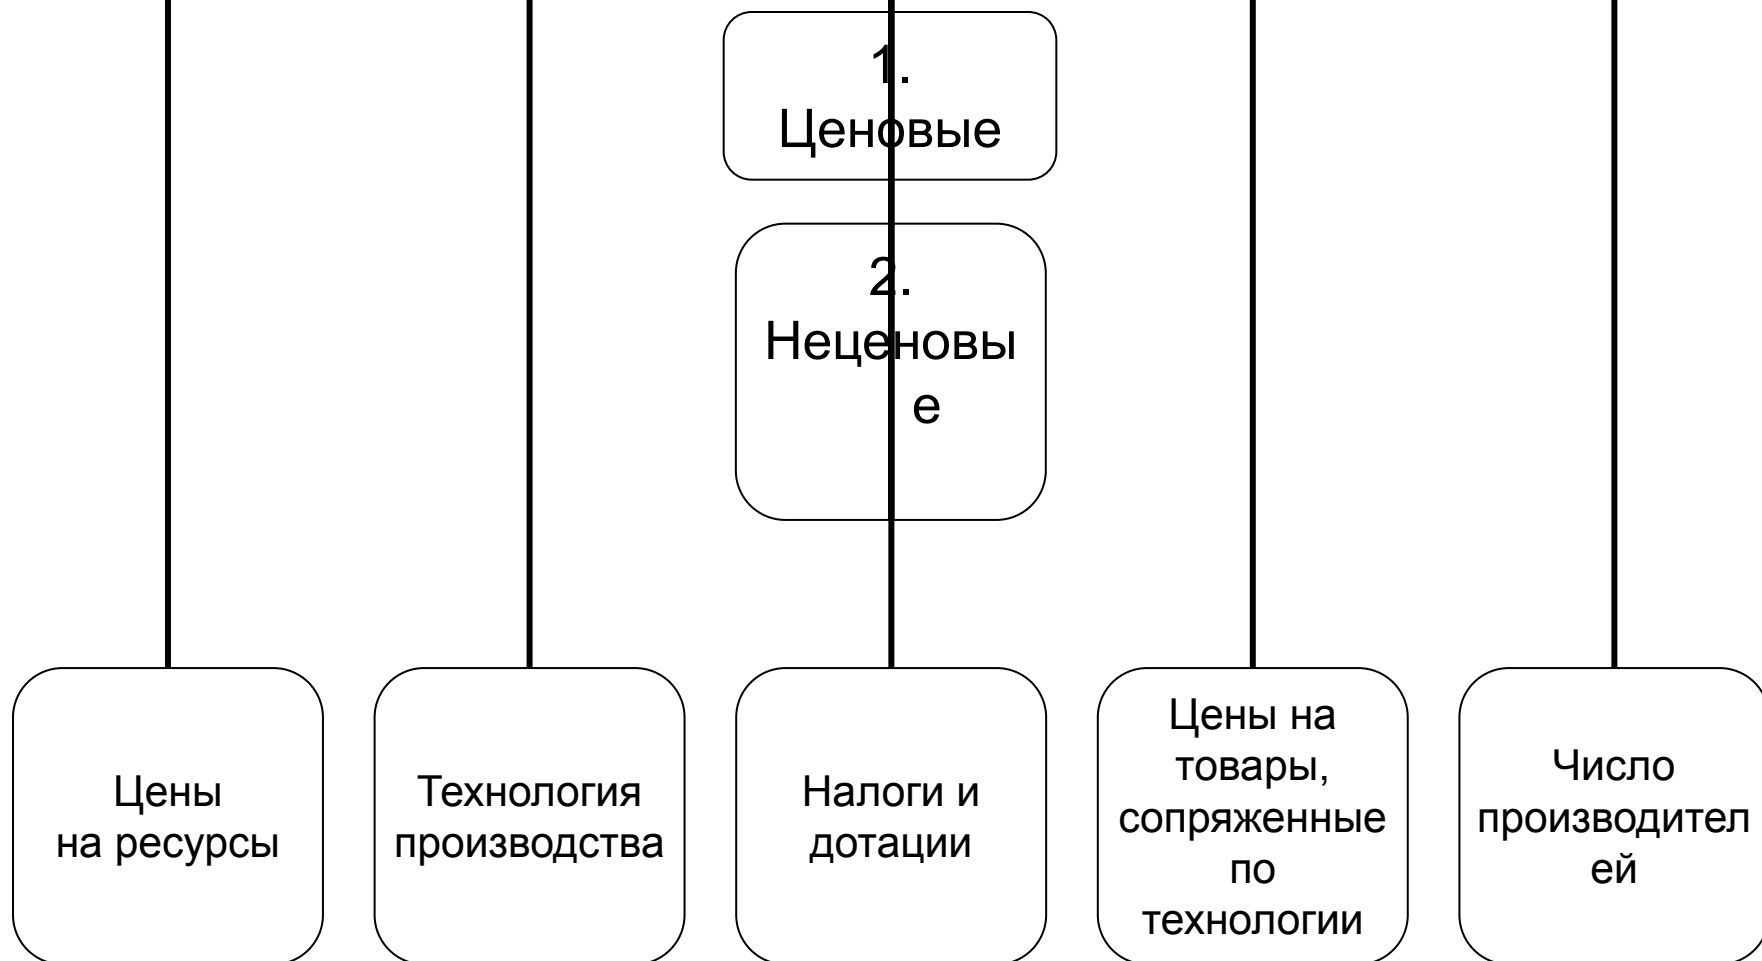 1.
Ценовые
2.
Неценовы
е
Цены
на ресурсы
Технология
производства
Налоги и
дотации
Цены на
товары,
сопряженные
по
технологии
Число
производител
ей